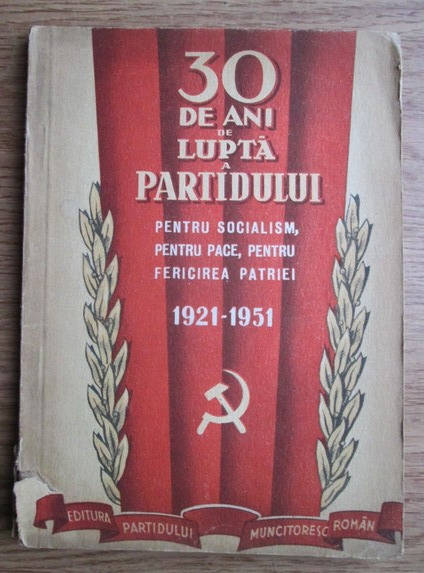 30
DE ANI
DE
LUPTĂ
A
PARTIDULUI
PENTRU SOCIALISM,
PENTRU PACE, PENTRU
FERICIREA PATRIEI
1921-1951
EDITURA PARTIDULUI MUNCITORESC ROMÂN